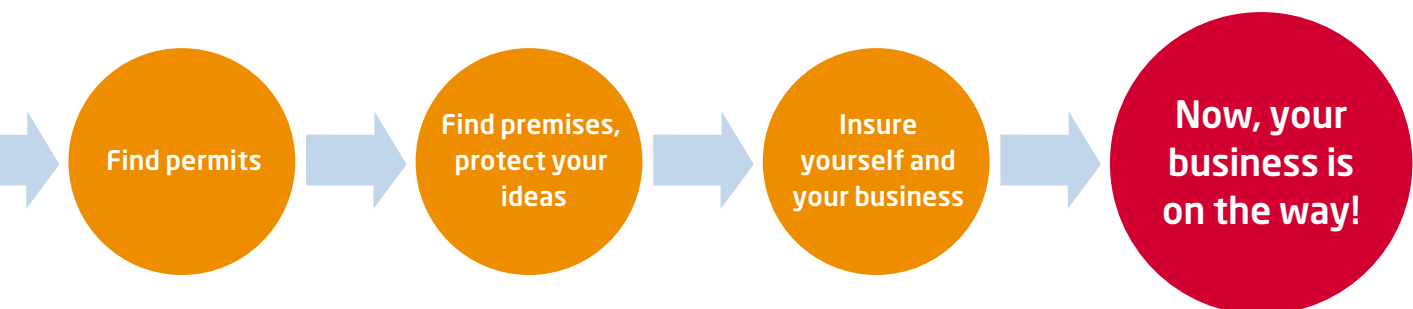 Find permits
Find premises,
protect your
ideas
Insure
yourself and
your business
Now, your
business is
on the way!